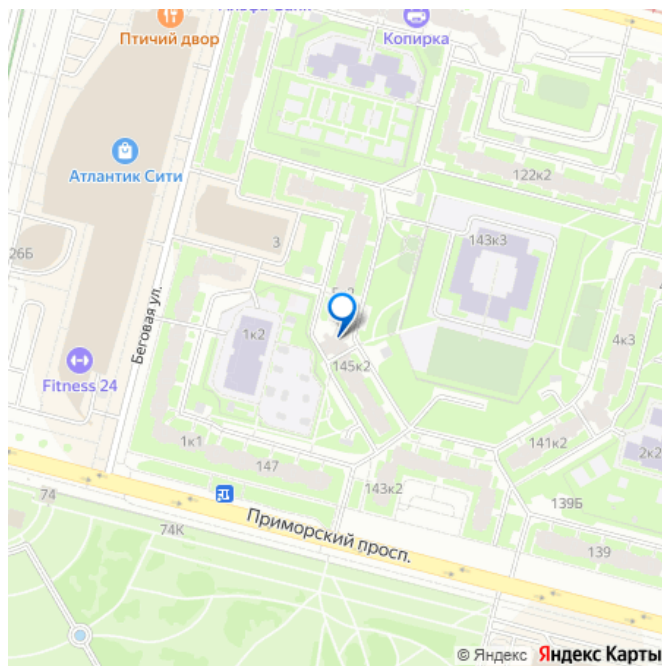 Птичий двор
Копирка
Атлантик Сити
122к2
143к3
26Б
3
Беговая ул.
1к2
4к3
145к2
Fitness 24
1к1
147
141к2
2к2
143к2
74
139Б
74К
Приморский просп.
139
© Яндекс Яндекс Карты